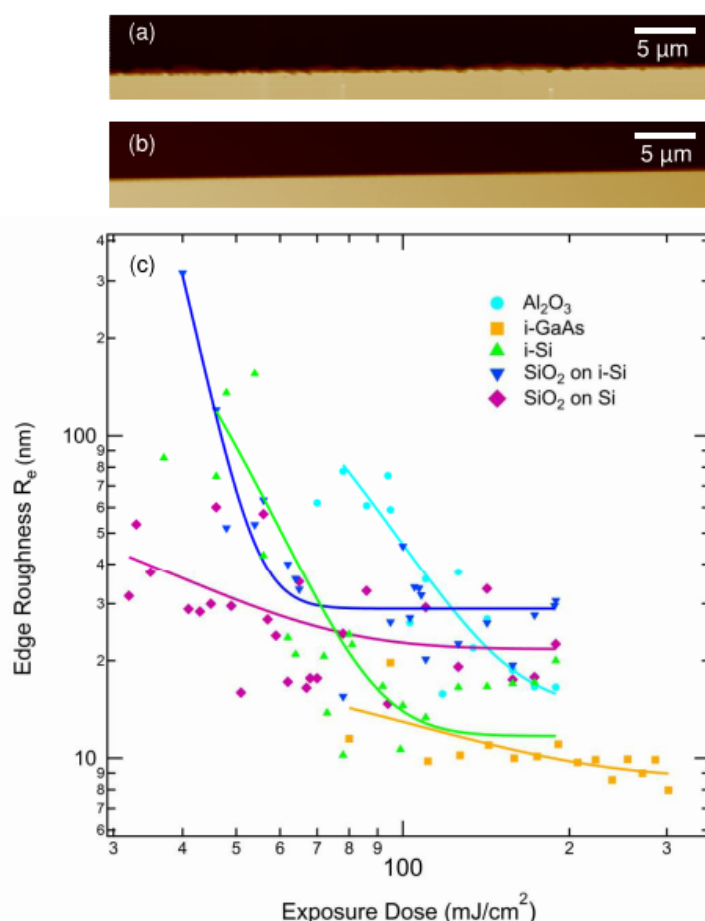 (a)
5 µm
(b)
5 µm
(c)
4
3
2
100
9
8
7
6
5
4
3
2
10
9
8
7
6
Al₂O₃
i-GaAs
i-Si
SiO₂ on i-Si
SiO₂ on Si
Edge Roughness Rₑ (nm)
3 4 5 6 7 8 9 100 2
Exposure Dose (mJ/cm²)